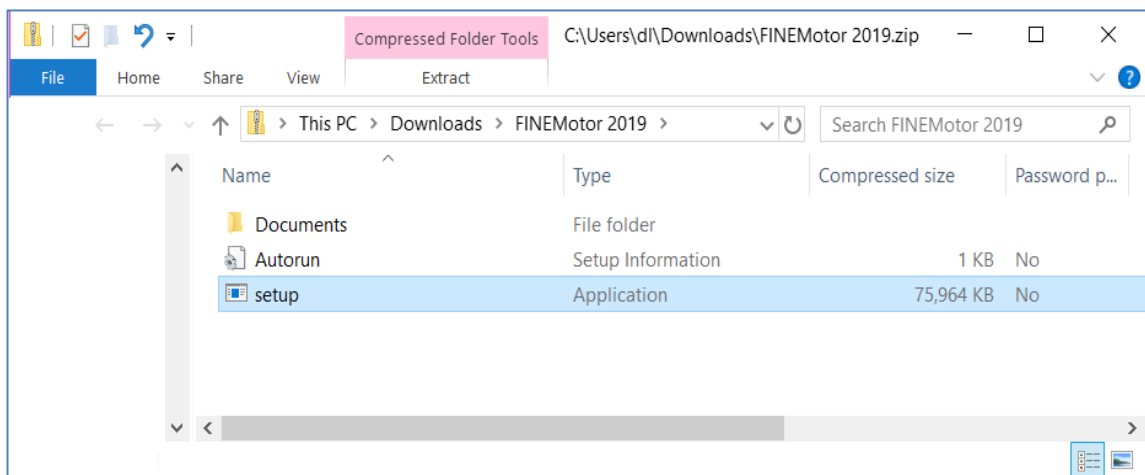 Compressed Folder Tools C:\Users\dl\Downloads\FINEMotor 2019.zip
File Home Share View Extract ?
This PC > Downloads > FINEMotor 2019 > Search FINEMotor 2019
Name Type Compressed size Password p...
Documents File folder
Autorun Setup Information 1 KB No
setup Application 75,964 KB No